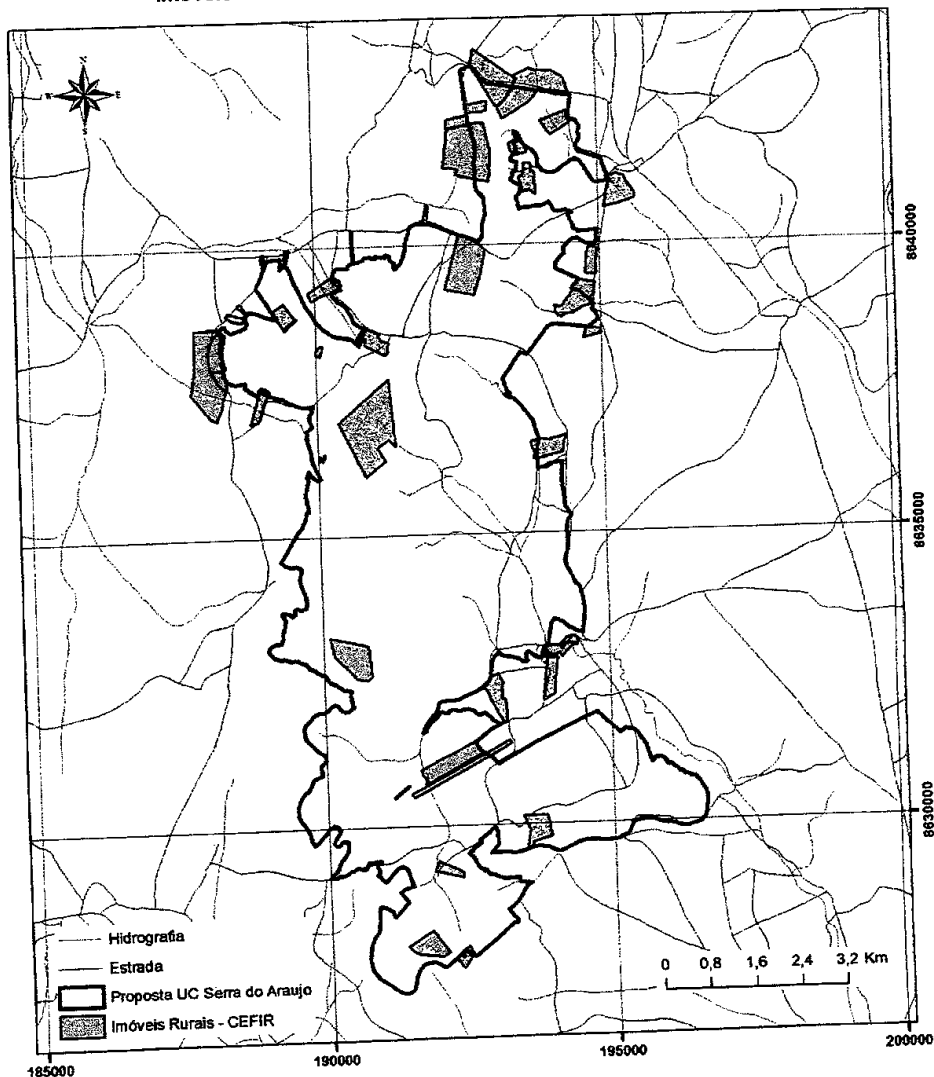 N
W E
S
8640000
8635000
8630000
Hidrografia
Estrada
Proposta UC Serra do Araujo
Imóveis Rurais - CEFIR
0 0,8 1,6 2,4 3,2 Km
185000 190000 195000 200000